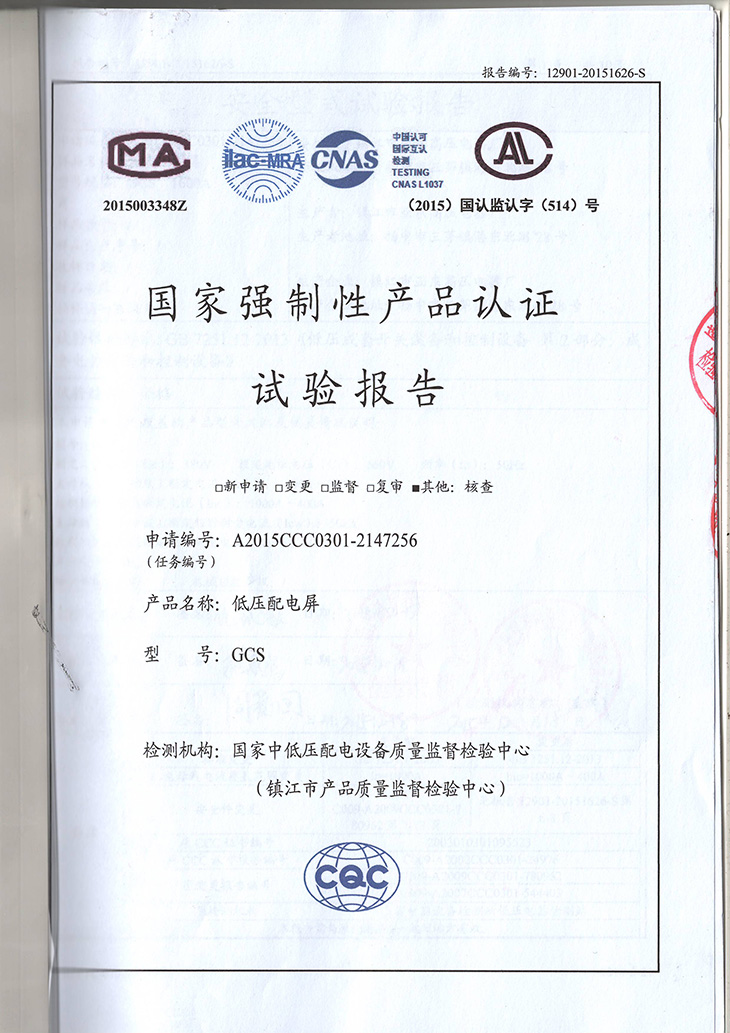 报告编号：12901-20151626-S
MA
ilac-MRA
CNAS
中国认可
国际互认
检测
TESTING
CNAS L1037
AL
2015003348Z
（2015）国认监认字（514）号
国家强制性产品认证
试验报告
□新申请 □变更 □监督 □复审 ■其他：核查
申请编号：A2015CCC0301-2147256
（任务编号）
产品名称：低压配电屏
型 号：GCS
检测机构：国家中低压配电设备质量监督检验中心
（镇江市产品质量监督检验中心）
CQC